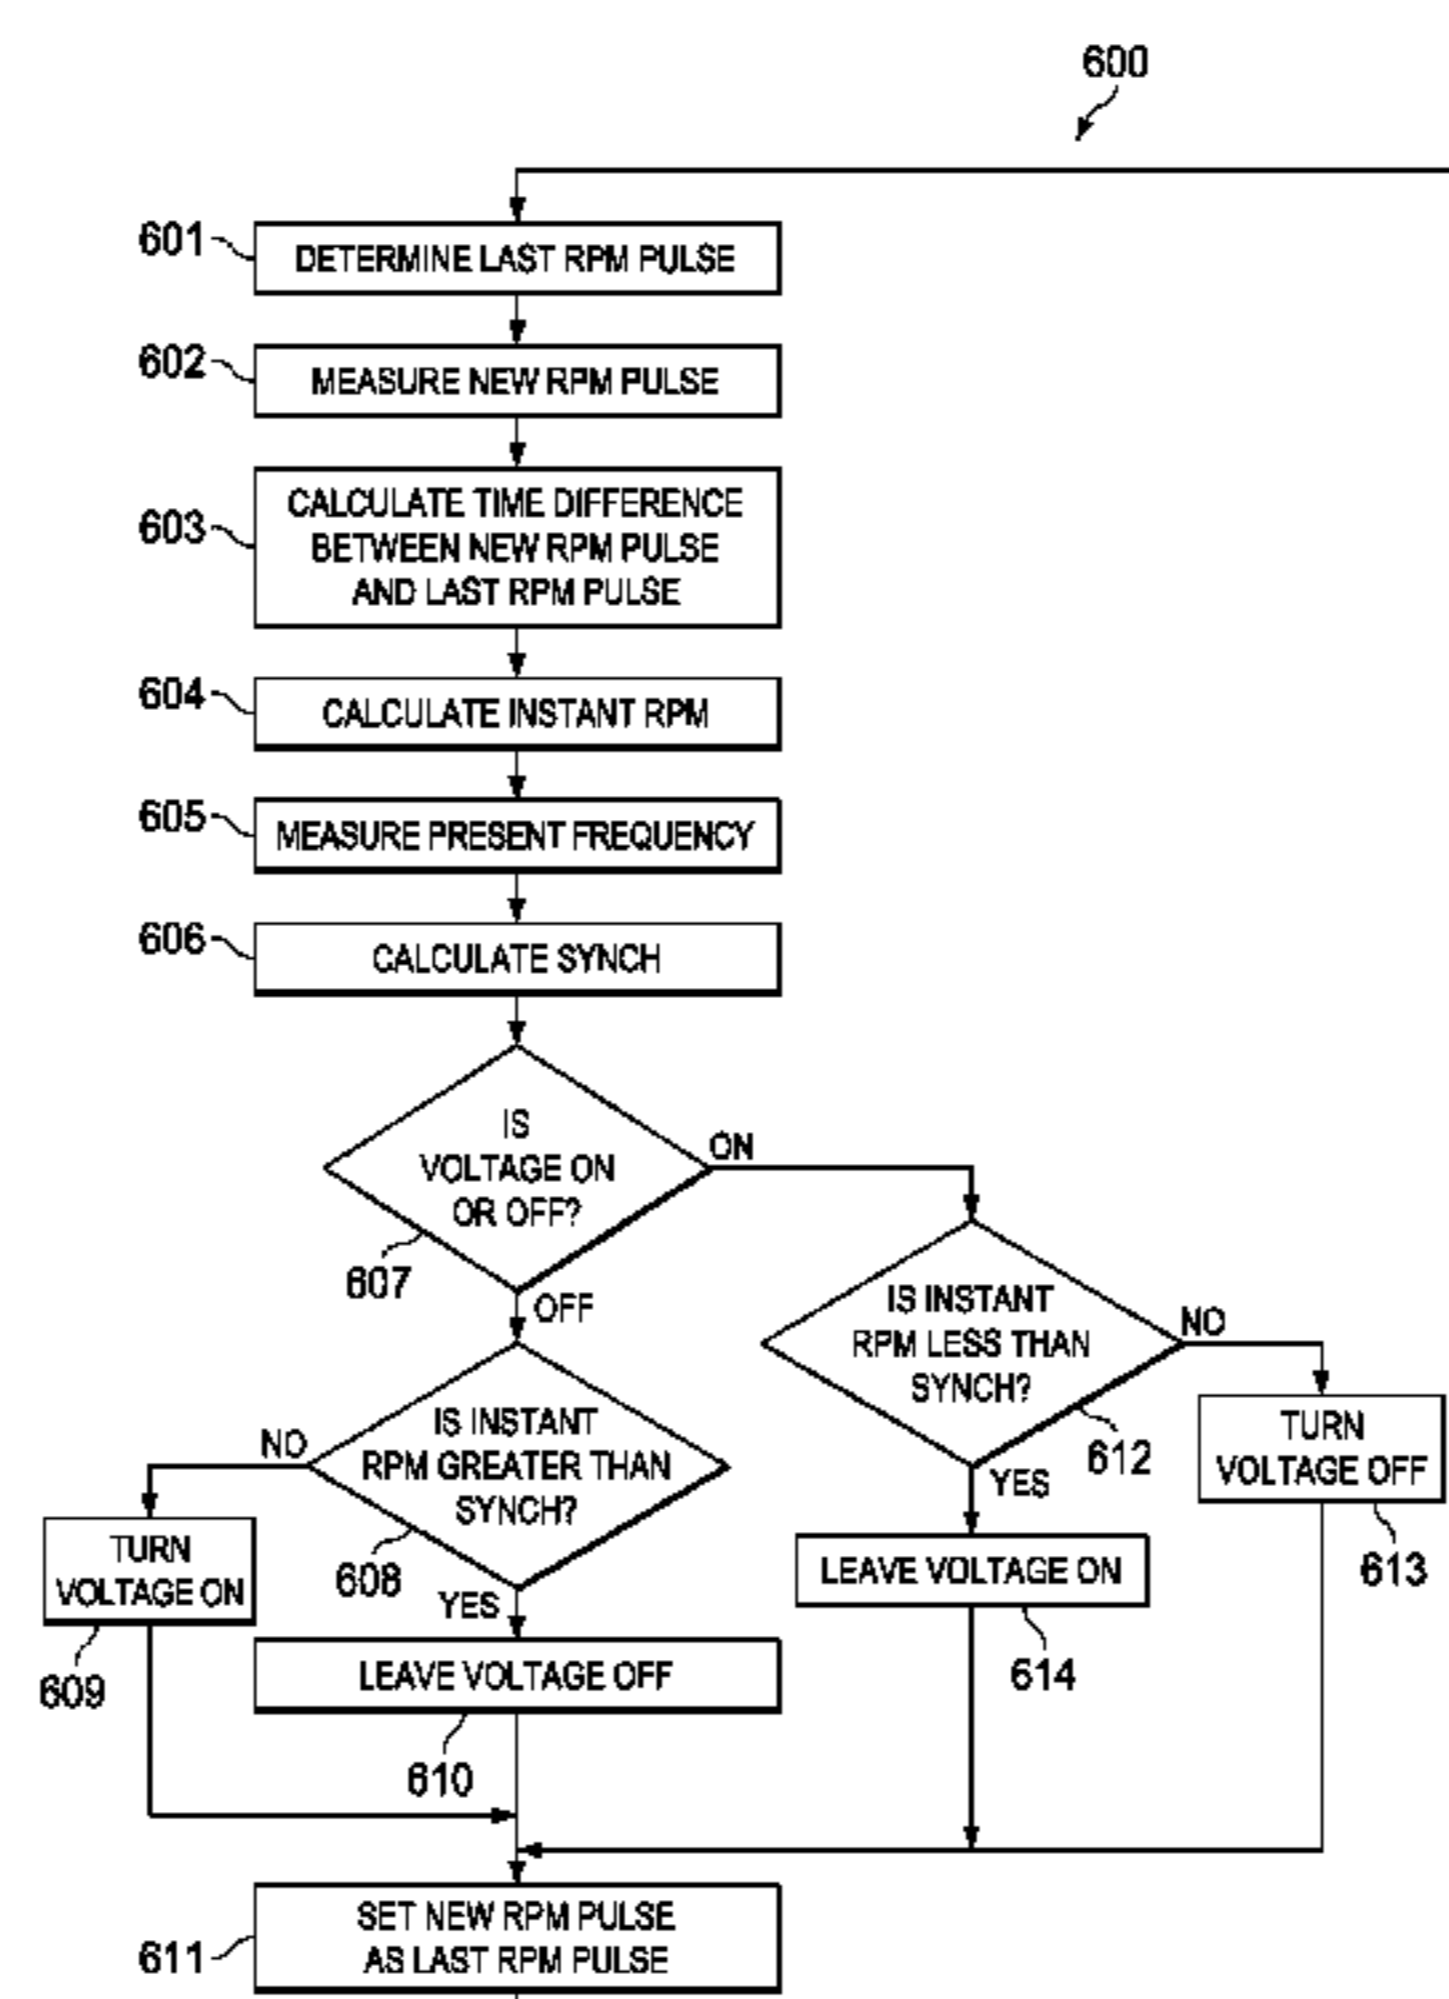 600
601
DETERMINE LAST RPM PULSE
602
MEASURE NEW RPM PULSE
603
CALCULATE TIME DIFFERENCE
BETWEEN NEW RPM PULSE
AND LAST RPM PULSE
604
CALCULATE INSTANT RPM
605
MEASURE PRESENT FREQUENCY
606
CALCULATE SYNCH
IS
VOLTAGE ON
OR OFF?
607
ON
OFF
IS INSTANT
RPM GREATER THAN
SYNCH?
608
NO
YES
TURN
VOLTAGE ON
609
LEAVE VOLTAGE OFF
610
IS INSTANT
RPM LESS THAN
SYNCH?
612
NO
YES
TURN
VOLTAGE OFF
613
LEAVE VOLTAGE ON
614
611
SET NEW RPM PULSE
AS LAST RPM PULSE